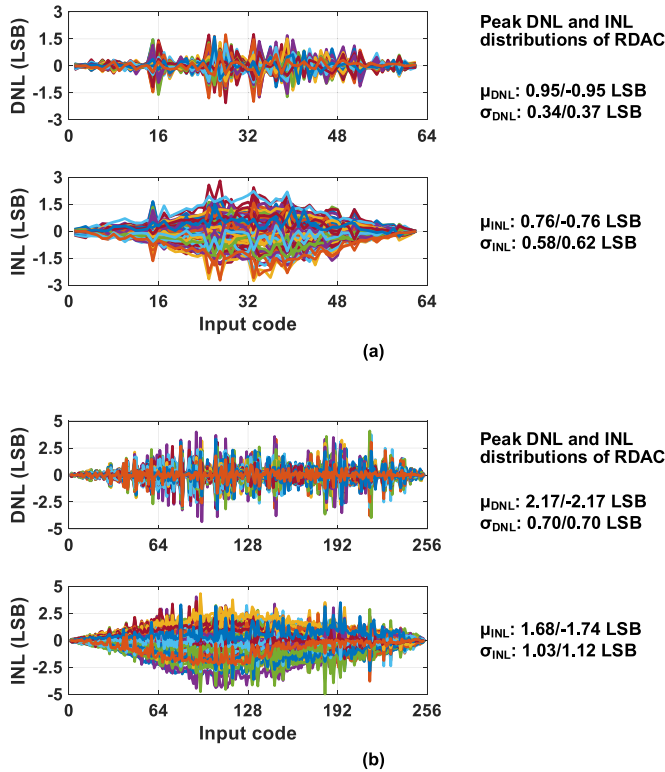 3
1.5
0
-1.5
-3
DNL (LSB)
0
16
32
48
64
Peak DNL and INL
distributions of RDAC
μDNL: 0.95/-0.95 LSB
σDNL: 0.34/0.37 LSB
3
1.5
0
-1.5
-3
INL (LSB)
0
16
32
48
64
Input code
μINL: 0.76/-0.76 LSB
σINL: 0.58/0.62 LSB
(a)
5
2.5
0
-2.5
-5
DNL (LSB)
0
64
128
192
256
Peak DNL and INL
distributions of RDAC
μDNL: 2.17/-2.17 LSB
σDNL: 0.70/0.70 LSB
5
2.5
0
-2.5
-5
INL (LSB)
0
64
128
192
256
Input code
μINL: 1.68/-1.74 LSB
σINL: 1.03/1.12 LSB
(b)